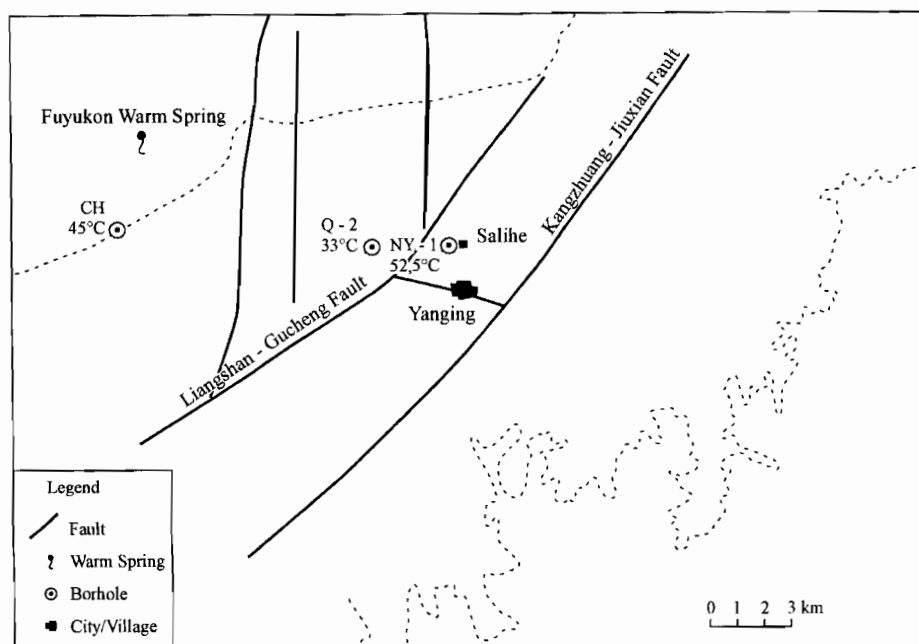 Fuyukon Warm Spring
CH
45°C
Q - 2
33°C
NY - 1
52,5°C
Salihe
Yanging
Liangshan - Gucheng Fault
Kangzhuang - Jiuxian Fault
Legend
Fault
Warm Spring
Borhole
City/Village
0 1 2 3 km